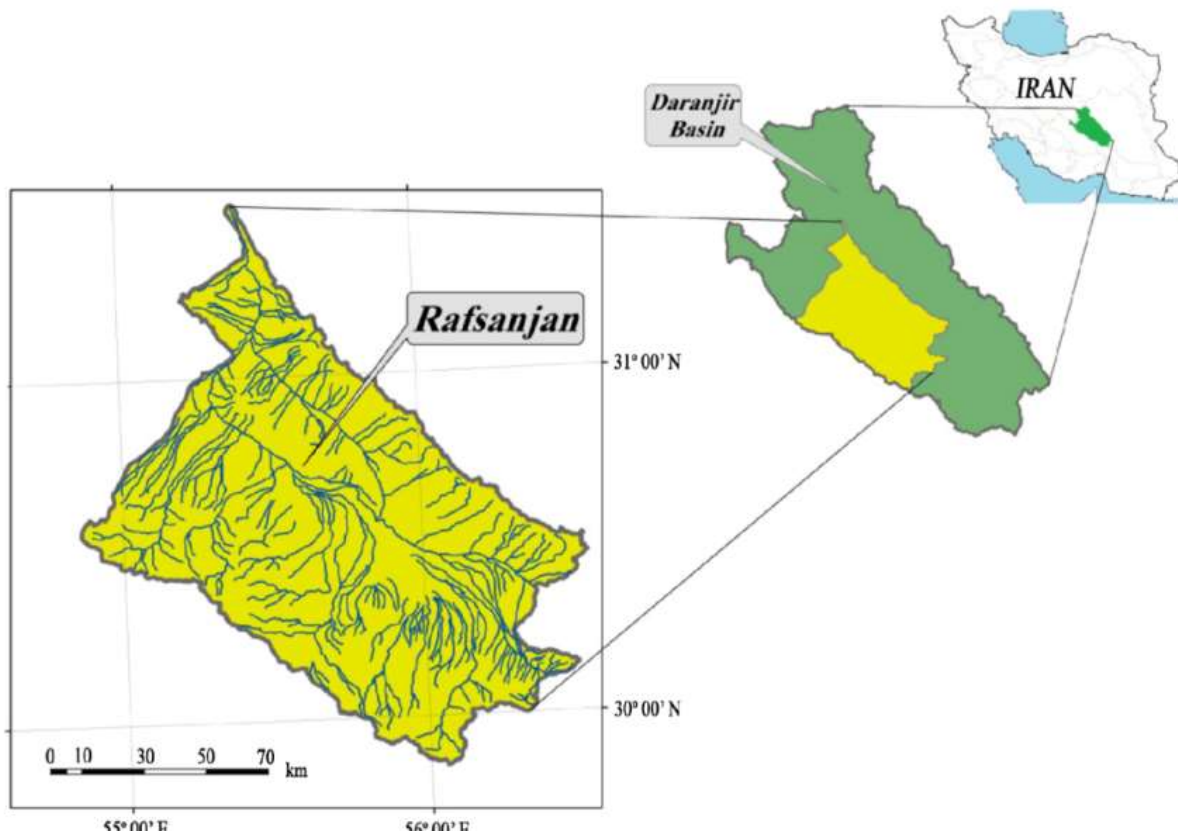 IRAN
Daranjir
Basin
Rafsanjan
31° 00' N
30° 00' N
0 10 30 50 70
km
55° 00' E
56° 00' E